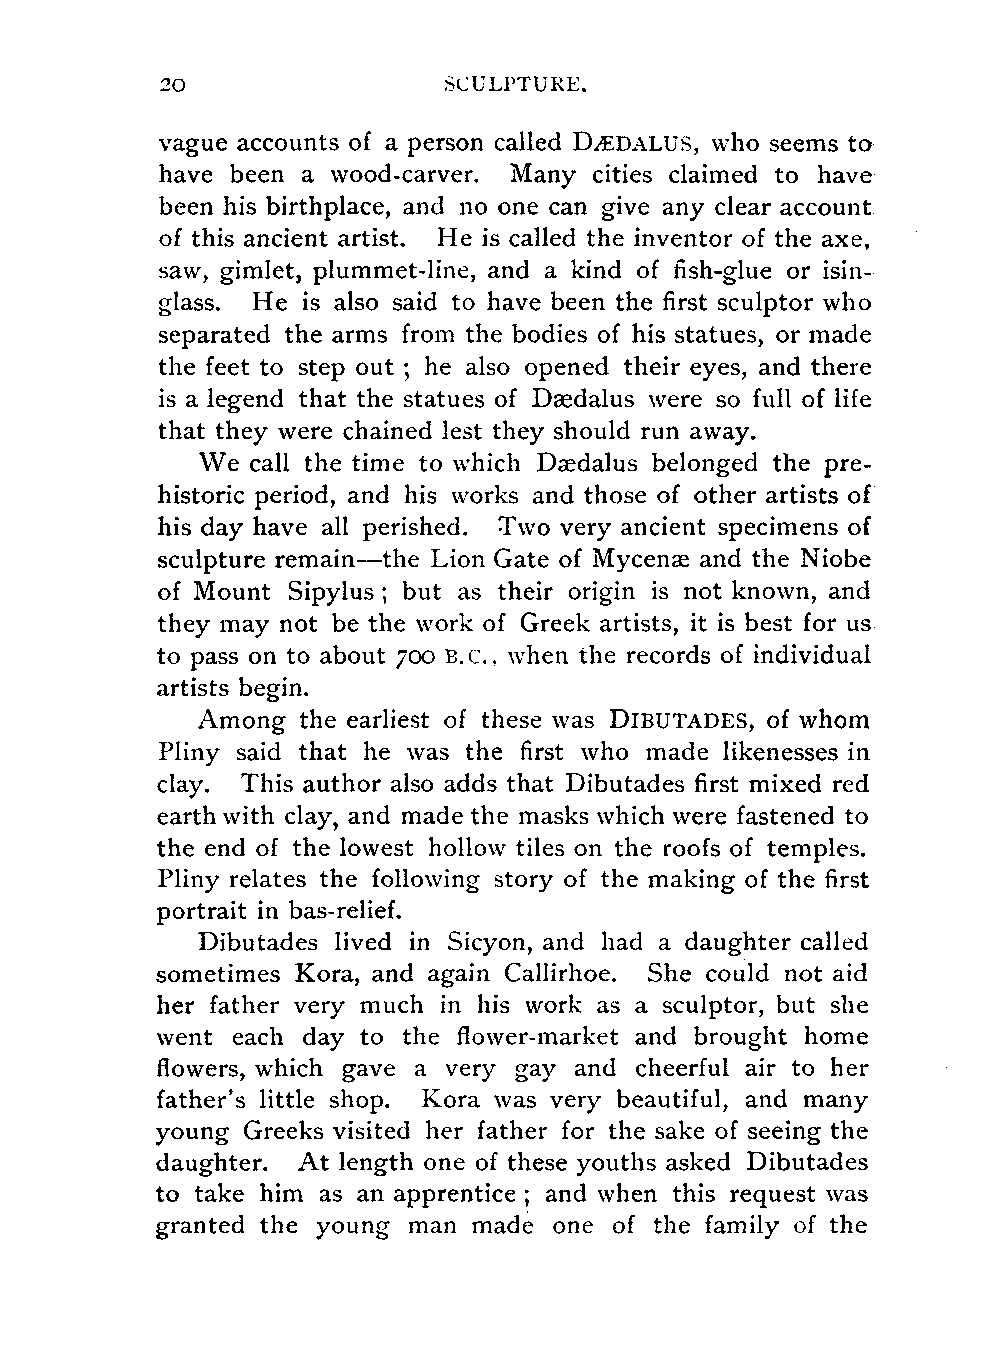 20 SCULPTURE.
vague accounts of a person called DÆDALUS, who seems to
have been a wood-carver. Many cities claimed to have
been his birthplace, and no one can give any clear account
of this ancient artist. He is called the inventor of the axe,
saw, gimlet, plummet-line, and a kind of fish-glue or isin-
glass. He is also said to have been the first sculptor who
separated the arms from the bodies of his statues, or made
the feet to step out ; he also opened their eyes, and there
is a legend that the statues of Dædalus were so full of life
that they were chained lest they should run away.
We call the time to which Dædalus belonged the pre-
historic period, and his works and those of other artists of
his day have all perished. Two very ancient specimens of
sculpture remain—the Lion Gate of Mycenæ and the Niobe
of Mount Sipylus ; but as their origin is not known, and
they may not be the work of Greek artists, it is best for us
to pass on to about 700 B.C., when the records of individual
artists begin.
Among the earliest of these was DIBUTADES, of whom
Pliny said that he was the first who made likenesses in
clay. This author also adds that Dibutades first mixed red
earth with clay, and made the masks which were fastened to
the end of the lowest hollow tiles on the roofs of temples.
Pliny relates the following story of the making of the first
portrait in bas-relief.
Dibutades lived in Sicyon, and had a daughter called
sometimes Kora, and again Callirhoe. She could not aid
her father very much in his work as a sculptor, but she
went each day to the flower-market and brought home
flowers, which gave a very gay and cheerful air to her
father's little shop. Kora was very beautiful, and many
young Greeks visited her father for the sake of seeing the
daughter. At length one of these youths asked Dibutades
to take him as an apprentice ; and when this request was
granted the young man made one of the family of the